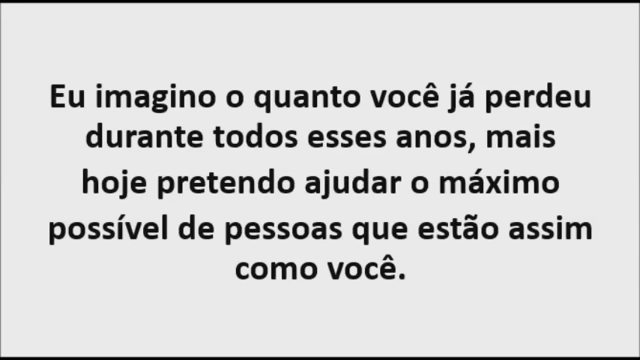 Eu imagino o quanto você já perdeu
durante todos esses anos, mais
hoje pretendo ajudar o máximo
possível de pessoas que estão assim
como você.